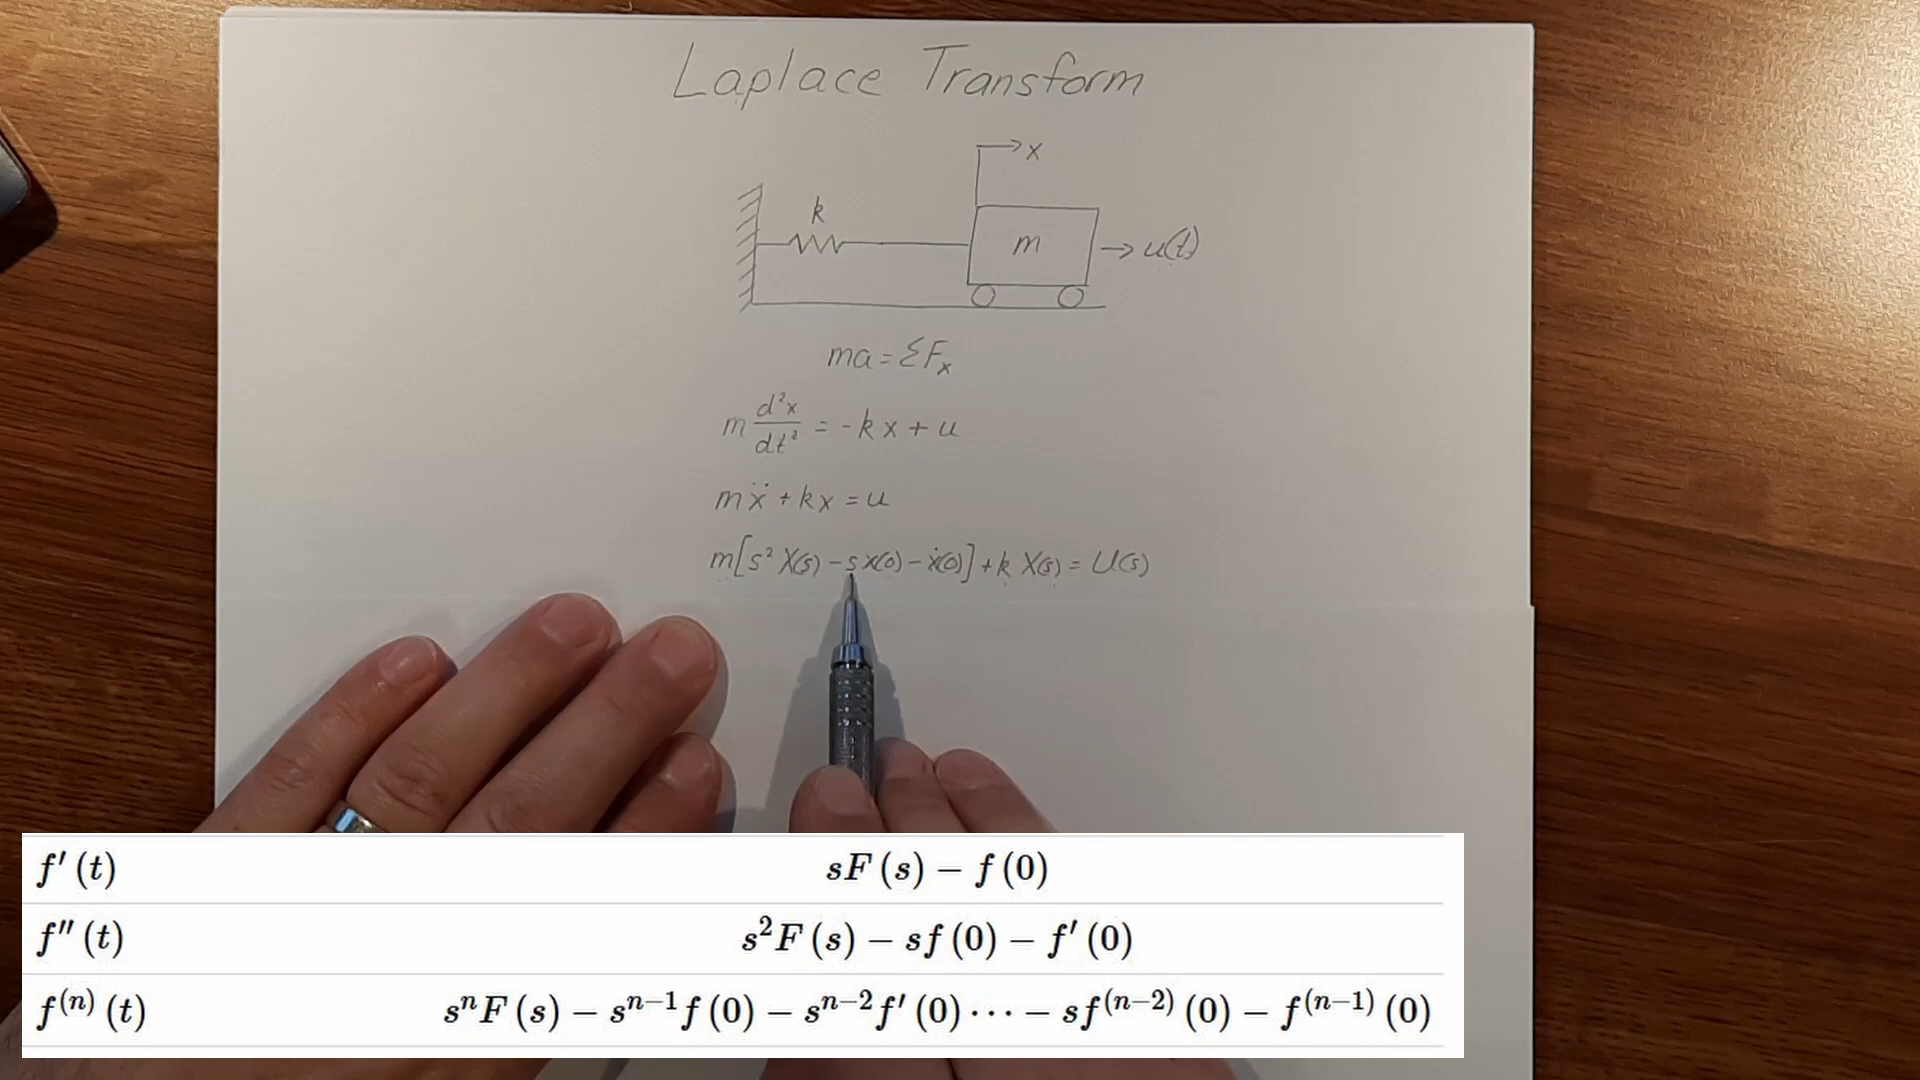 Laplace Transform
x
k
m
u(t)
ma = ΣFₓ
m d²x/dt² = -kx + u
mẍ + kx = u
m[s² X(s) - s x(0) - ẋ(0)] + k X(s) = U(s)
f′(t) sF(s) − f(0)
f″(t) s²F(s) − sf(0) − f′(0)
f⁽ⁿ⁾(t) sⁿF(s) − sⁿ⁻¹f(0) − sⁿ⁻²f′(0) ··· − sf⁽ⁿ⁻²⁾(0) − f⁽ⁿ⁻¹⁾(0)